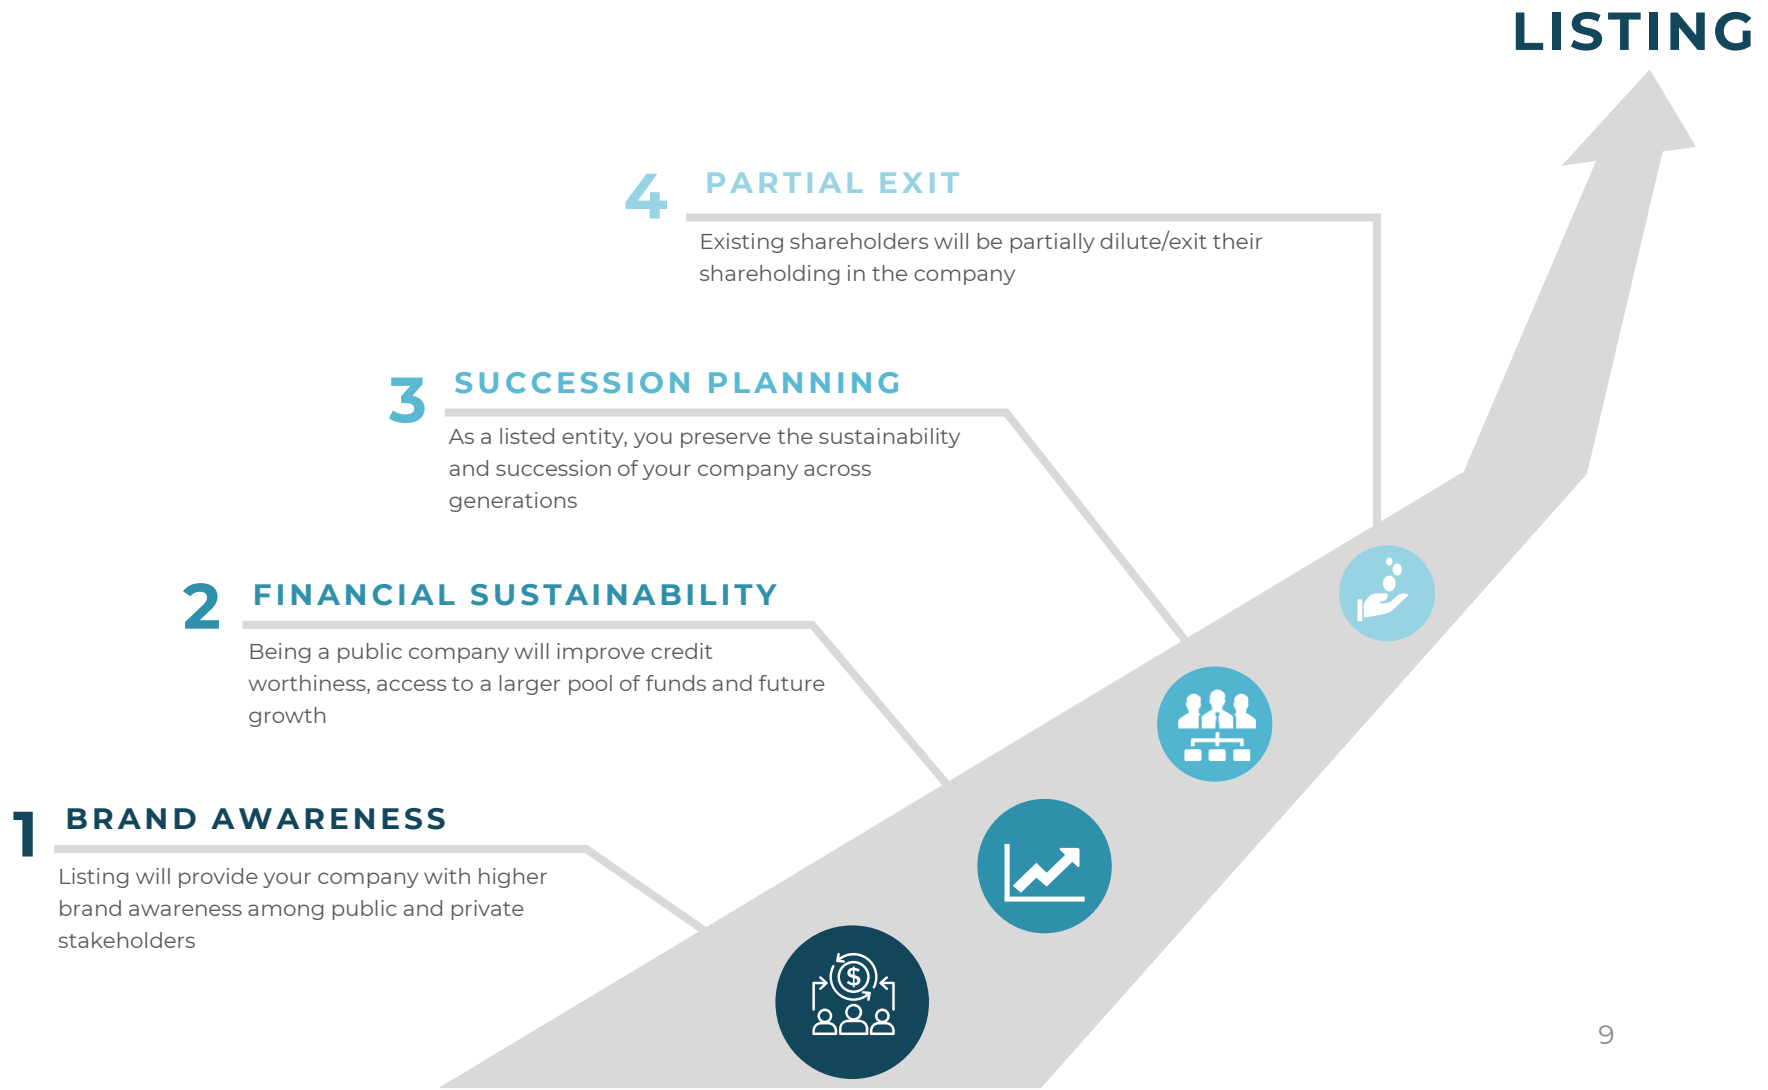 LISTING
4
PARTIAL EXIT
Existing shareholders will be partially dilute/exit their
shareholding in the company
3
SUCCESSION PLANNING
As a listed entity, you preserve the sustainability
and succession of your company across
generations
2
FINANCIAL SUSTAINABILITY
Being a public company will improve credit
worthiness, access to a larger pool of funds and future
growth
1
BRAND AWARENESS
Listing will provide your company with higher
brand awareness among public and private
stakeholders
$
9